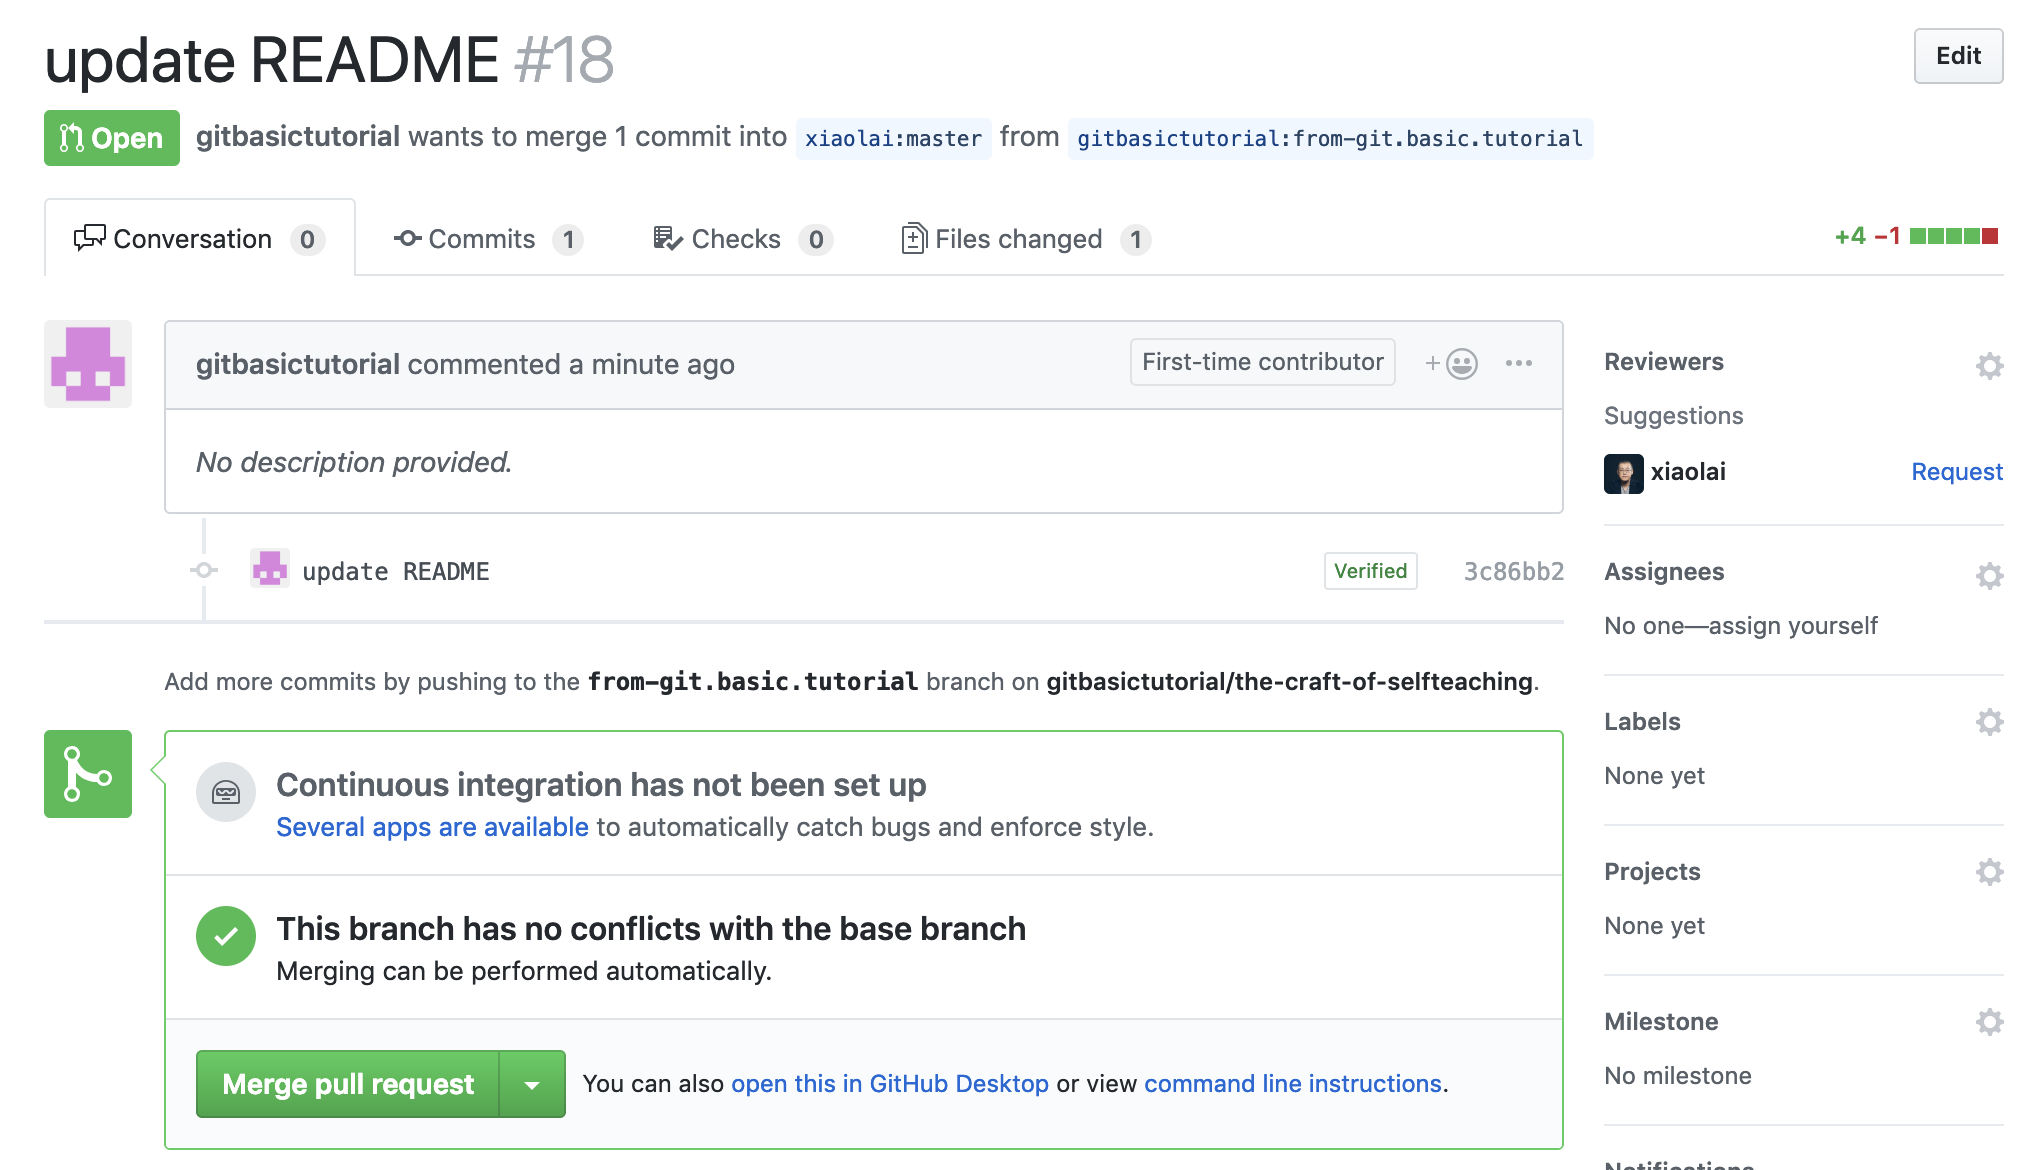 update README #18
Edit
Open gitbasictutorial wants to merge 1 commit into xiaolai:master from gitbasictutorial:from-git.basic.tutorial
Conversation 0 Commits 1 Checks 0 Files changed 1 +4 −1
gitbasictutorial commented a minute ago First-time contributor
No description provided.
update README Verified 3c86bb2
Add more commits by pushing to the from-git.basic.tutorial branch on gitbasictutorial/the-craft-of-selfteaching.
Continuous integration has not been set up
Several apps are available to automatically catch bugs and enforce style.
This branch has no conflicts with the base branch
Merging can be performed automatically.
Merge pull request You can also open this in GitHub Desktop or view command line instructions.
Reviewers
Suggestions
xiaolai Request
Assignees
No one—assign yourself
Labels
None yet
Projects
None yet
Milestone
No milestone
Notifications